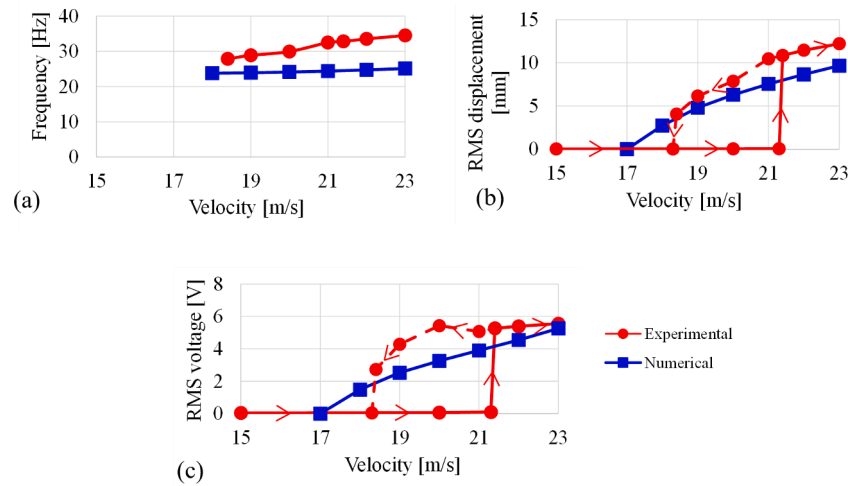 40
30
20
10
0
Frequency [Hz]
15 17 19 21 23
Velocity [m/s]
(a)
15
10
5
0
RMS displacement
[mm]
15 17 19 21 23
Velocity [m/s]
(b)
8
6
4
2
0
RMS voltage [V]
15 17 19 21 23
Velocity [m/s]
(c)
Experimental
Numerical